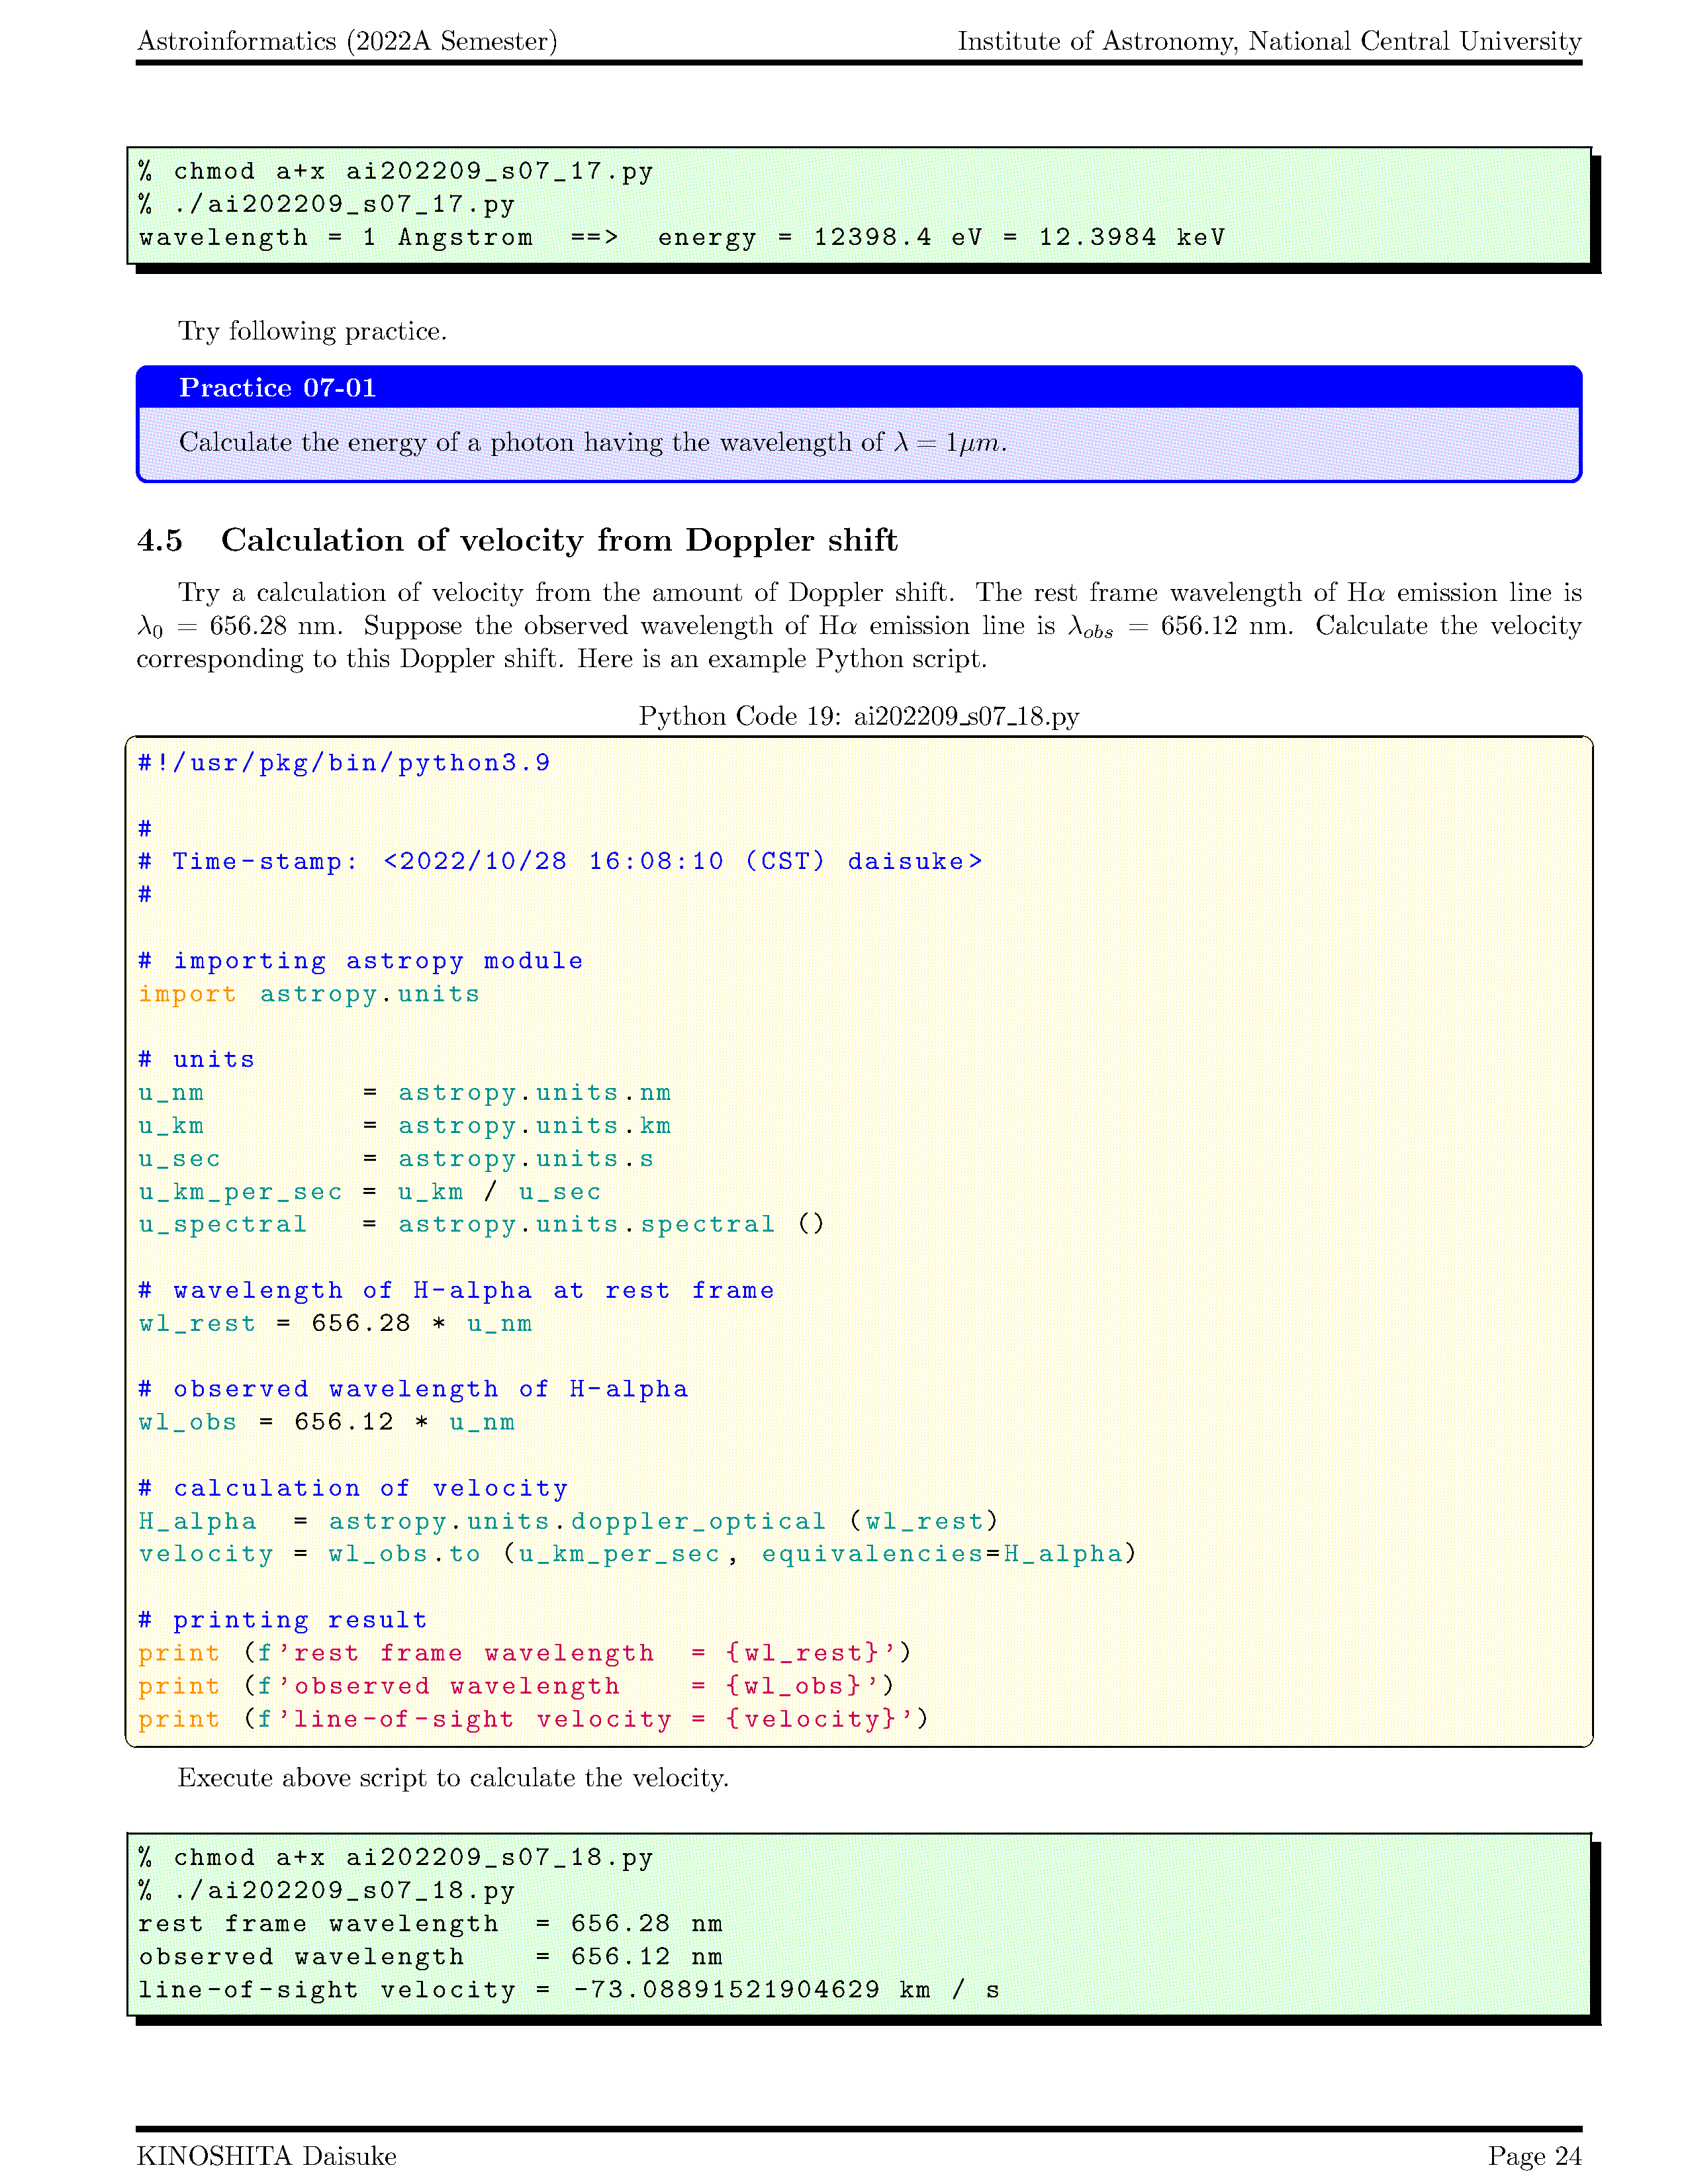 Astroinformatics (2022A Semester) Institute of Astronomy, National Central University
% chmod a+x ai202209_s07_17.py
% ./ai202209_s07_17.py
wavelength = 1 Angstrom  ==>  energy = 12398.4 eV = 12.3984 keV
Try following practice.
Practice 07-01
Calculate the energy of a photon having the wavelength of λ = 1μm.
4.5 Calculation of velocity from Doppler shift
Try a calculation of velocity from the amount of Doppler shift. The rest frame wavelength of Hα emission line is
λ0 = 656.28 nm. Suppose the observed wavelength of Hα emission line is λobs = 656.12 nm. Calculate the velocity
corresponding to this Doppler shift. Here is an example Python script.
Python Code 19: ai202209_s07_18.py
#!/usr/pkg/bin/python3.9
#
# Time-stamp: <2022/10/28 16:08:10 (CST) daisuke>
#
# importing astropy module
import astropy.units
# units
u_nm         = astropy.units.nm
u_km         = astropy.units.km
u_sec        = astropy.units.s
u_km_per_sec = u_km / u_sec
u_spectral   = astropy.units.spectral ()
# wavelength of H-alpha at rest frame
wl_rest = 656.28 * u_nm
# observed wavelength of H-alpha
wl_obs = 656.12 * u_nm
# calculation of velocity
H_alpha  = astropy.units.doppler_optical (wl_rest)
velocity = wl_obs.to (u_km_per_sec, equivalencies=H_alpha)
# printing result
print (f'rest frame wavelength  = {wl_rest}')
print (f'observed wavelength    = {wl_obs}')
print (f'line-of-sight velocity = {velocity}')
Execute above script to calculate the velocity.
% chmod a+x ai202209_s07_18.py
% ./ai202209_s07_18.py
rest frame wavelength  = 656.28 nm
observed wavelength    = 656.12 nm
line-of-sight velocity = -73.08891521904629 km / s
KINOSHITA Daisuke Page 24